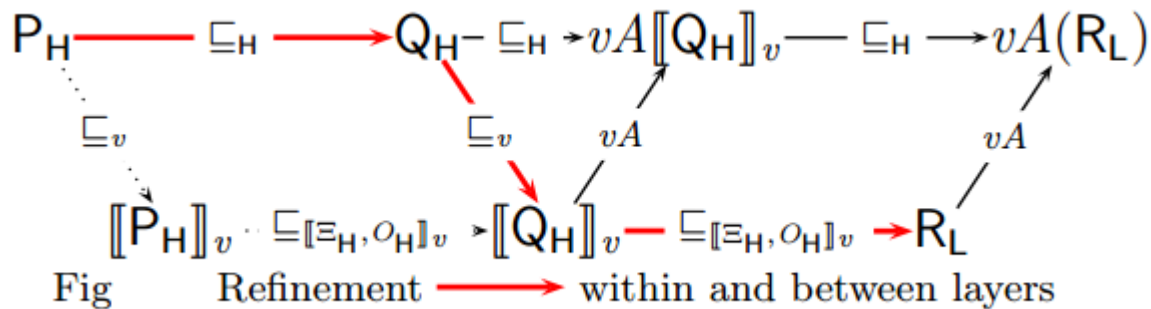 P_H ⊑_H Q_H ⊑_H vA⟦Q_H⟧_v ⊑_H vA(R_L)
⊑_v ⊑_v vA vA
⟦P_H⟧_v ⊑_⟦Ξ_H,O_H⟧_v ⟦Q_H⟧_v ⊑_⟦Ξ_H,O_H⟧_v R_L
Fig Refinement within and between layers